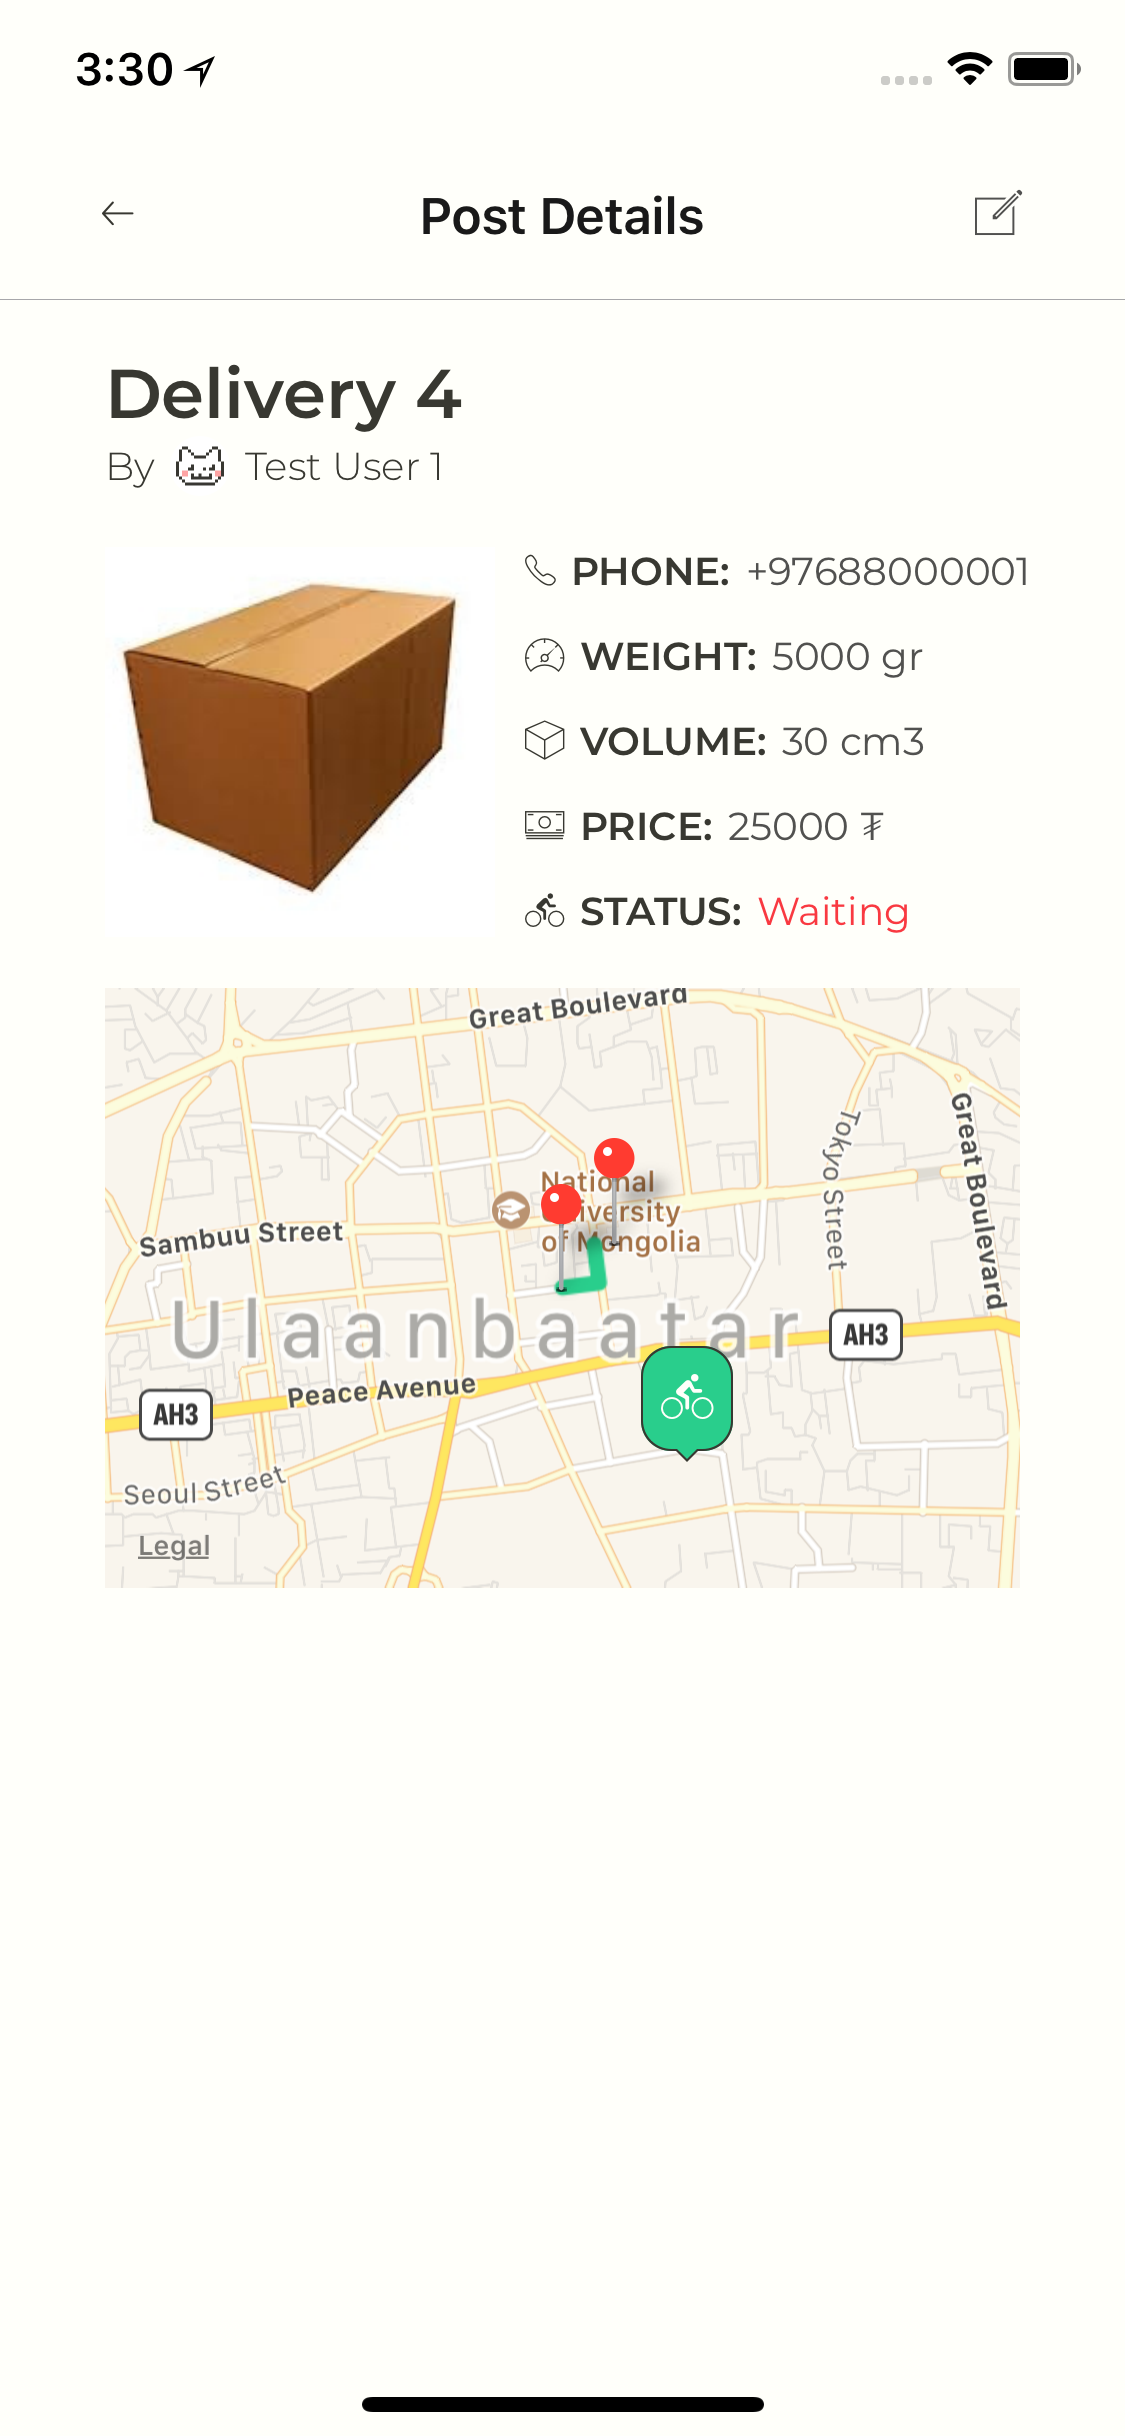 3:30
Post Details
Delivery 4
By Test User 1
PHONE: +97688000001
WEIGHT: 5000 gr
VOLUME: 30 cm3
PRICE: 25000 ₮
STATUS: Waiting
Great Boulevard
Tokyo Street
Great Boulevard
National
University
of Mongolia
Sambuu Street
Ulaanbaatar
AH3
Peace Avenue
AH3
Seoul Street
Legal